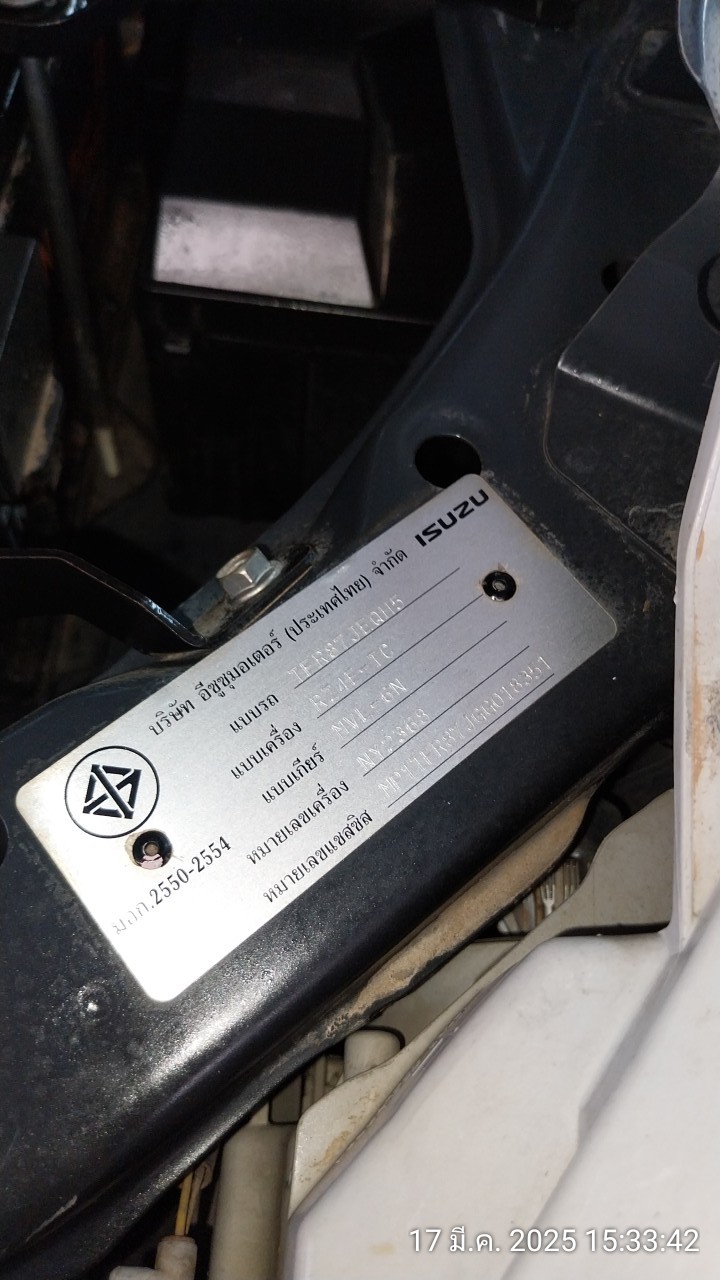 ISUZU
บริษัท อีซูซุมอเตอร์ (ประเทศไทย) จำกัด
แบบรถ
แบบเครื่อง RZ4E-TC
แบบเกียร์ MVL-6N
หมายเลขเครื่อง
หมายเลขแชสซิส
มอก.2550-2554
17 มี.ค. 2025 15:33:42